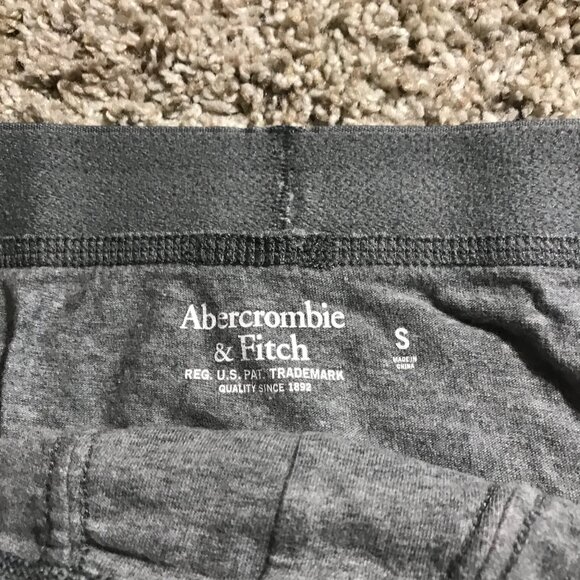 Abercrombie
& Fitch
REG. U.S. PAT. TRADEMARK
QUALITY SINCE 1892
S
MADE IN
CHINA